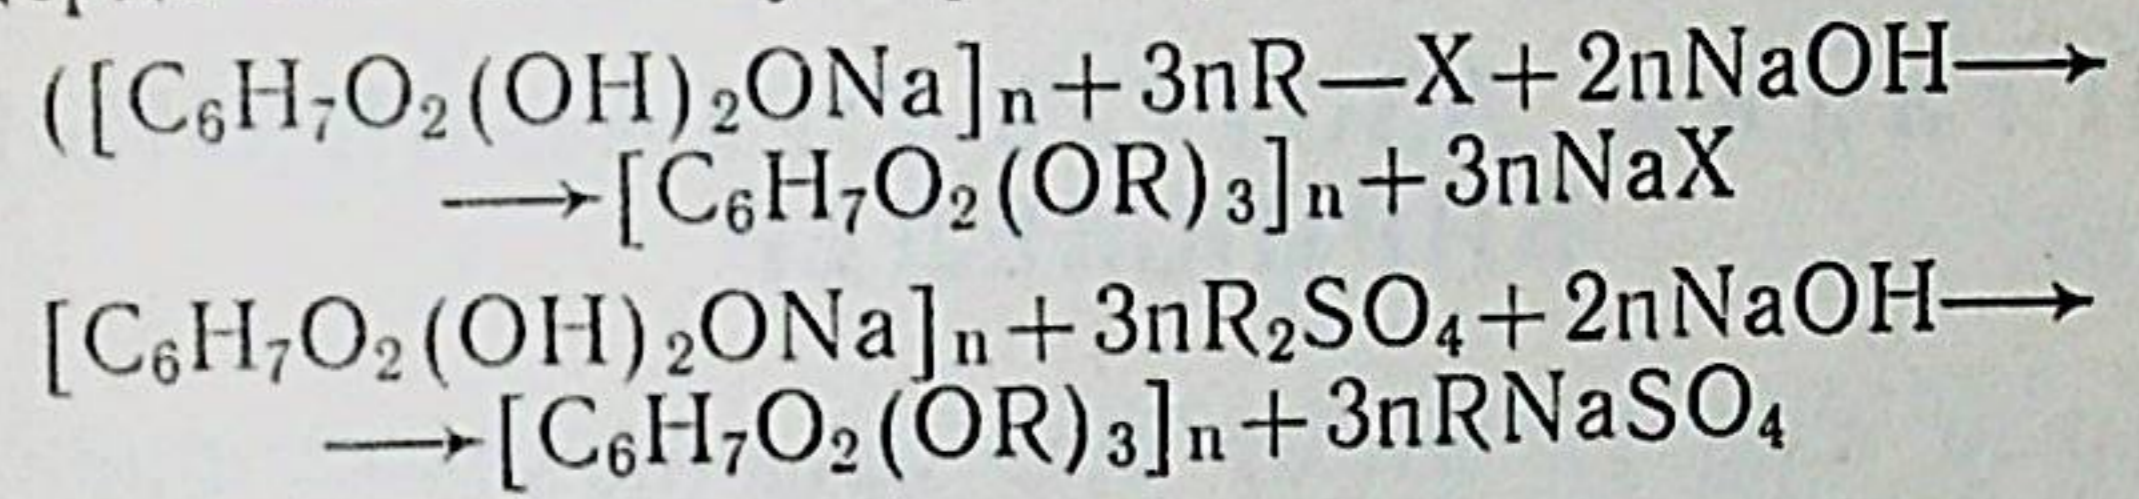 ([C₆H₇O₂(OH)₂ONa]ₙ+3nR—X+2nNaOH⟶
⟶[C₆H₇O₂(OR)₃]ₙ+3nNaX
[C₆H₇O₂(OH)₂ONa]ₙ+3nR₂SO₄+2nNaOH⟶
⟶[C₆H₇O₂(OR)₃]ₙ+3nRNaSO₄